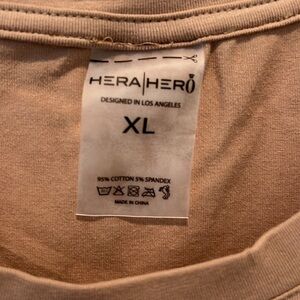 HERA|HERO
DESIGNED IN LOS ANGELES
XL
95% COTTON 5% SPANDEX
MADE IN CHINA